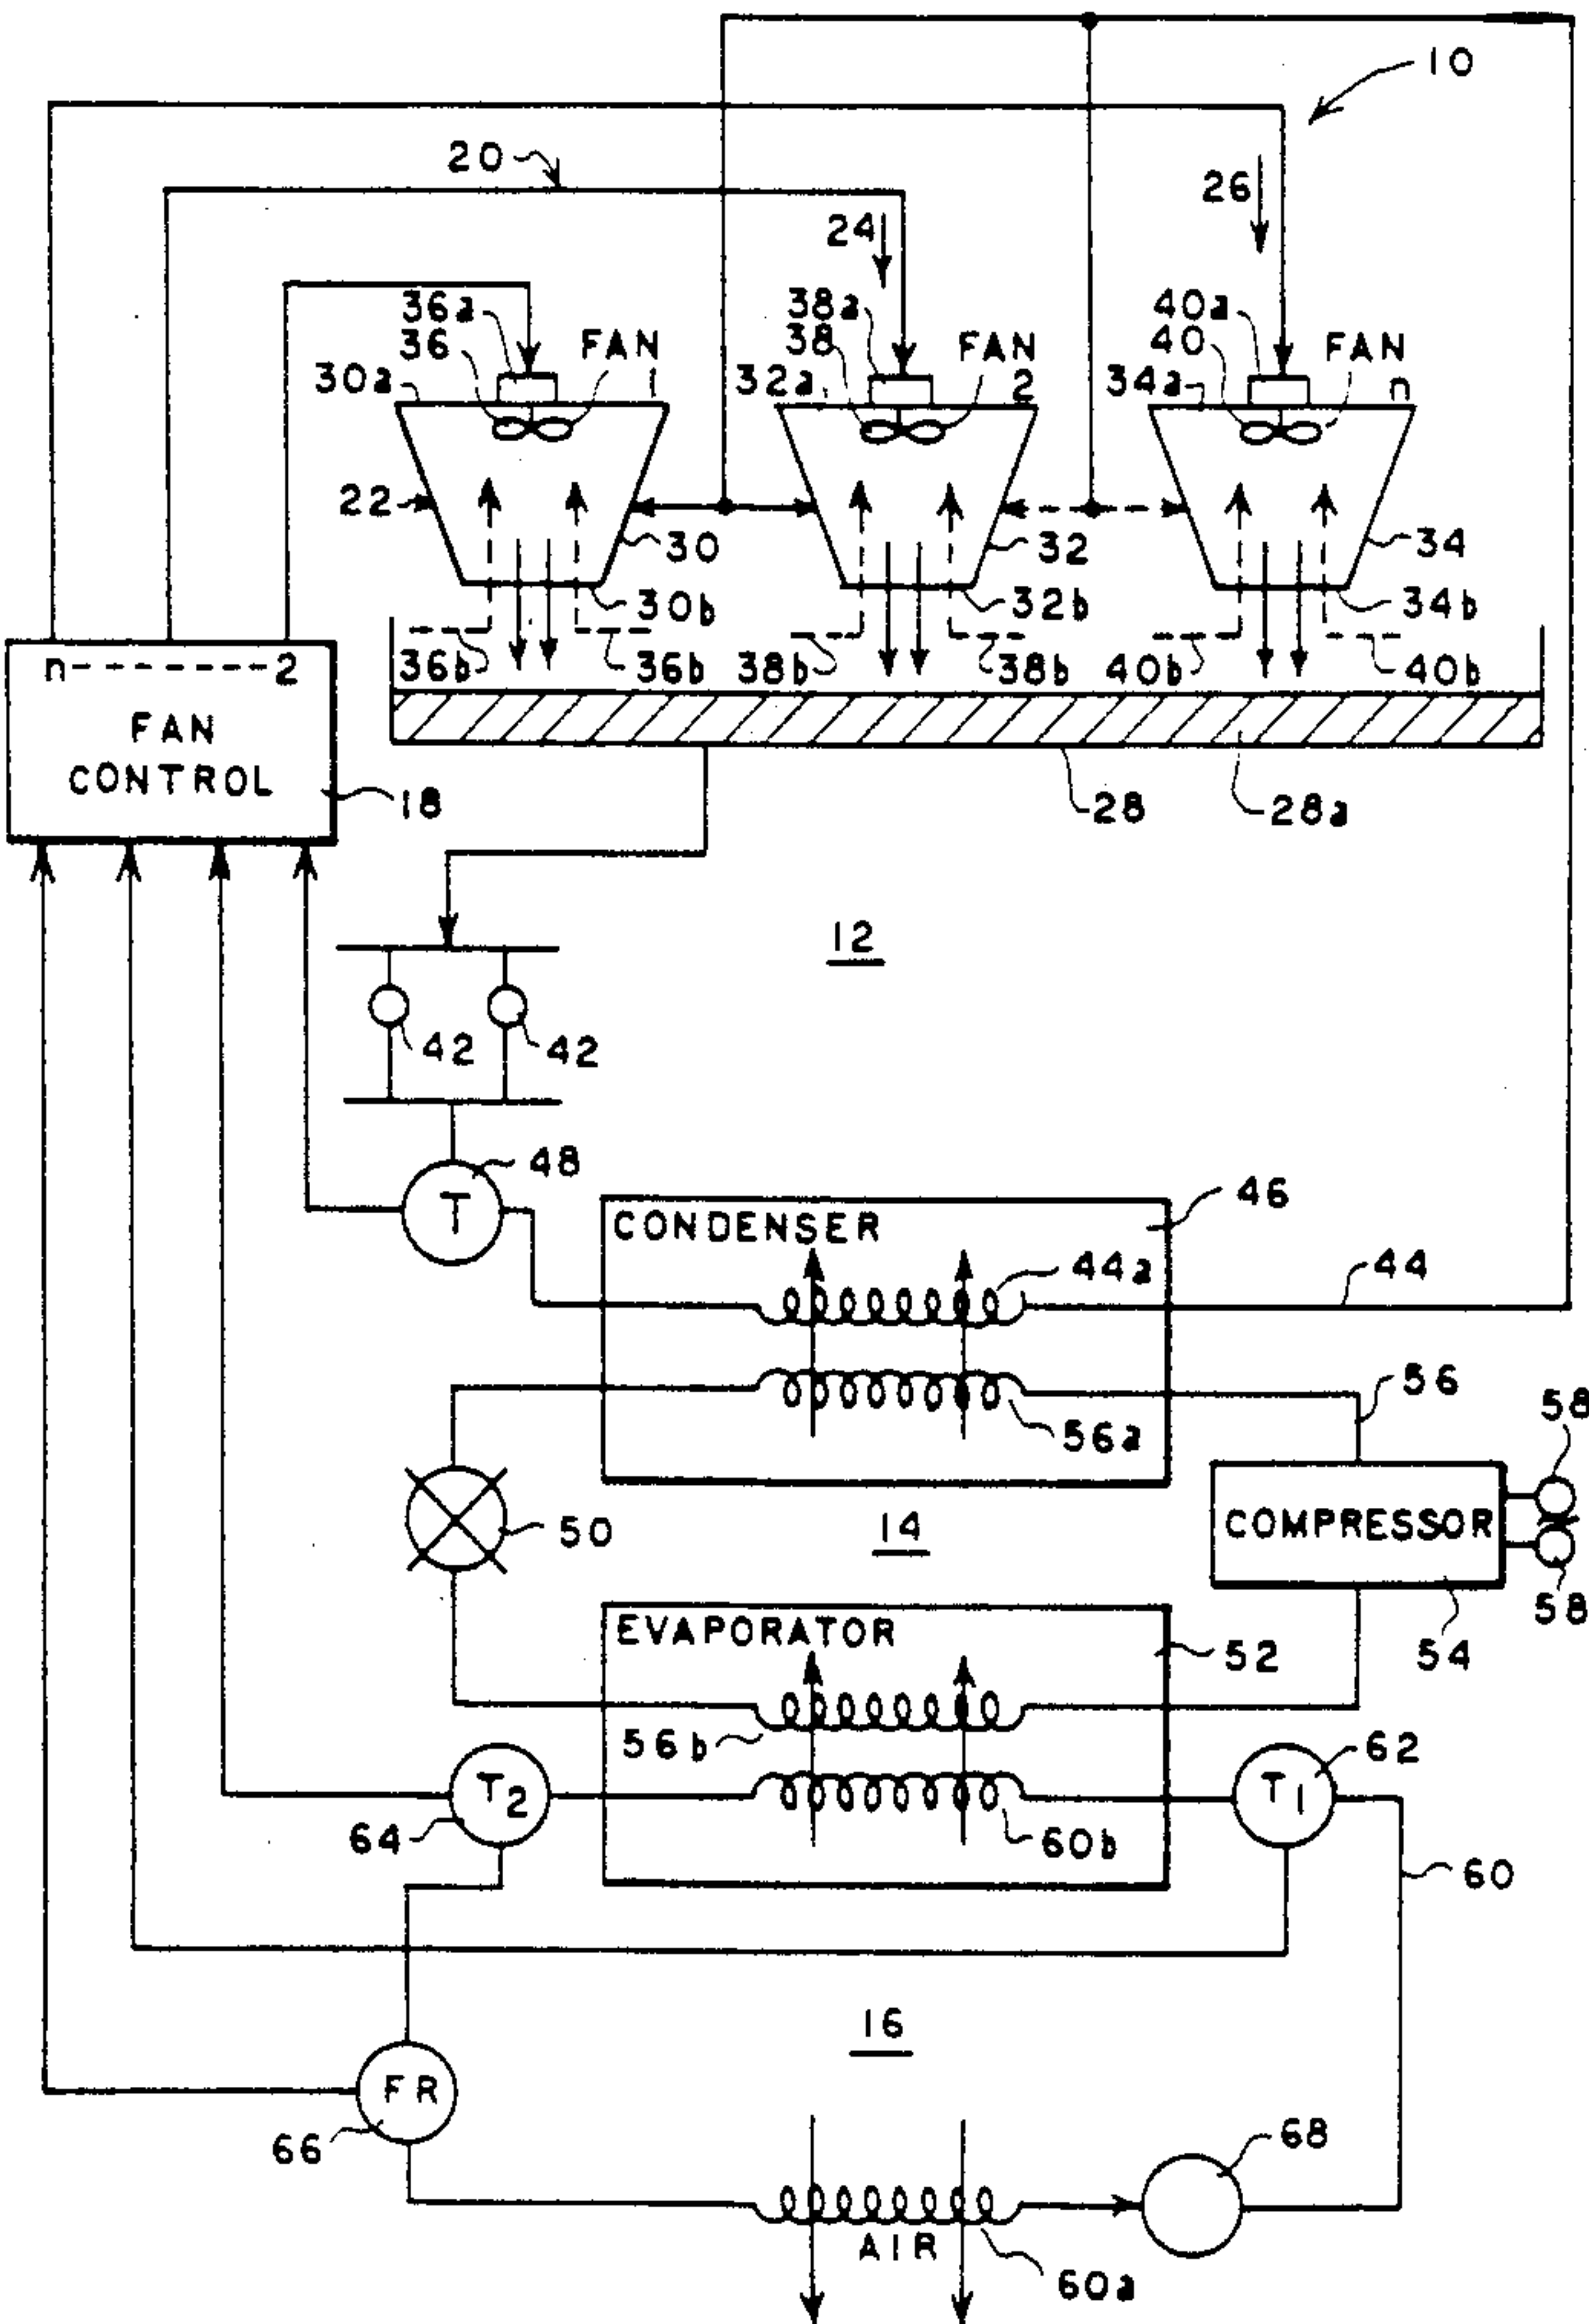 10
20
26
24
36a
36
FAN
1
30a
38a
38
FAN
2
32a
40a
40
FAN
n
34a
22
30
32
34
30b
32b
34b
36b
36b
38b
38b
40b
40b
n------2
FAN
CONTROL
18
28
28a
12
42
42
48
T
46
CONDENSER
44a
44
56
58
56a
50
14
COMPRESSOR
58
54
EVAPORATOR
52
56b
62
T2
T1
64
60b
60
16
FR
66
68
AIR
60a